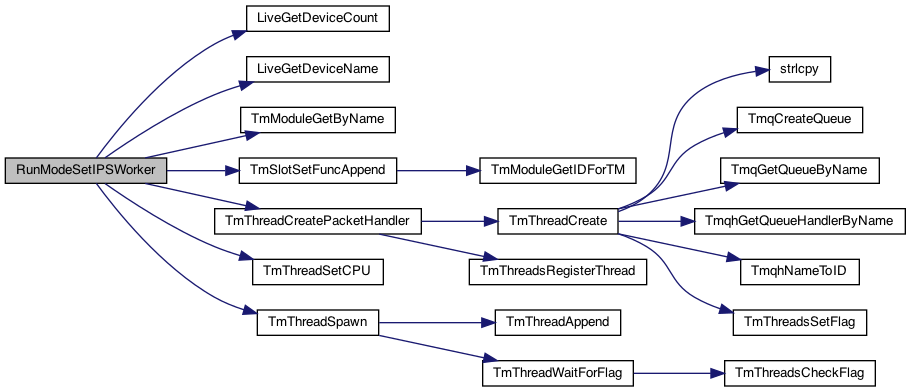 RunModeSetIPSWorker
LiveGetDeviceCount
LiveGetDeviceName
TmModuleGetByName
TmSlotSetFuncAppend
TmModuleGetIDForTM
TmThreadCreatePacketHandler
TmThreadCreate
strlcpy
TmqCreateQueue
TmqGetQueueByName
TmqhGetQueueHandlerByName
TmqhNameToID
TmThreadsSetFlag
TmThreadsRegisterThread
TmThreadSetCPU
TmThreadSpawn
TmThreadAppend
TmThreadWaitForFlag
TmThreadsCheckFlag